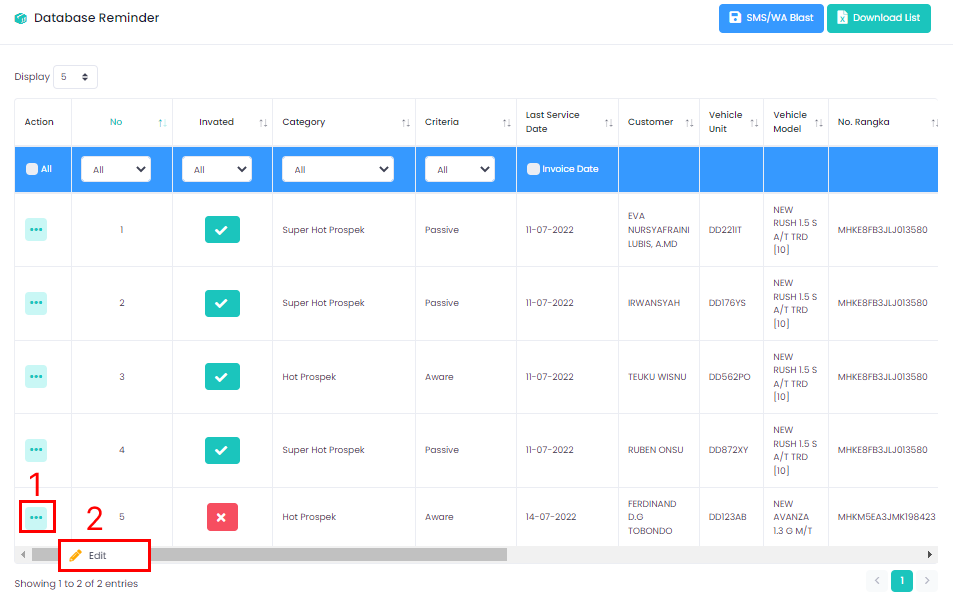 Database Reminder
SMS/WA Blast
Download List
Display 5
Action No Invated Category Criteria Last Service Date Customer Vehicle Unit Vehicle Model No. Rangka
All All All All All Invoice Date
1 Super Hot Prospek Passive 11-07-2022 EVA NURSYAFRAINI LUBIS, A.MD DD221IT NEW RUSH 1.5 S A/T TRD [10] MHKE8FB3JLJ013580
2 Super Hot Prospek Passive 11-07-2022 IRWANSYAH DD176YS NEW RUSH 1.5 S A/T TRD [10] MHKE8FB3JLJ013580
3 Hot Prospek Aware 11-07-2022 TEUKU WISNU DD562PO NEW RUSH 1.5 S A/T TRD [10] MHKE8FB3JLJ013580
4 Super Hot Prospek Passive 11-07-2022 RUBEN ONSU DD872XY NEW RUSH 1.5 S A/T TRD [10] MHKE8FB3JLJ013580
1
2
5 Hot Prospek Aware 14-07-2022 FERDINAND D.G TOBONDO DD123AB NEW AVANZA 1.3 G M/T MHKM5EA3JMK198423
Edit
Showing 1 to 2 of 2 entries
1